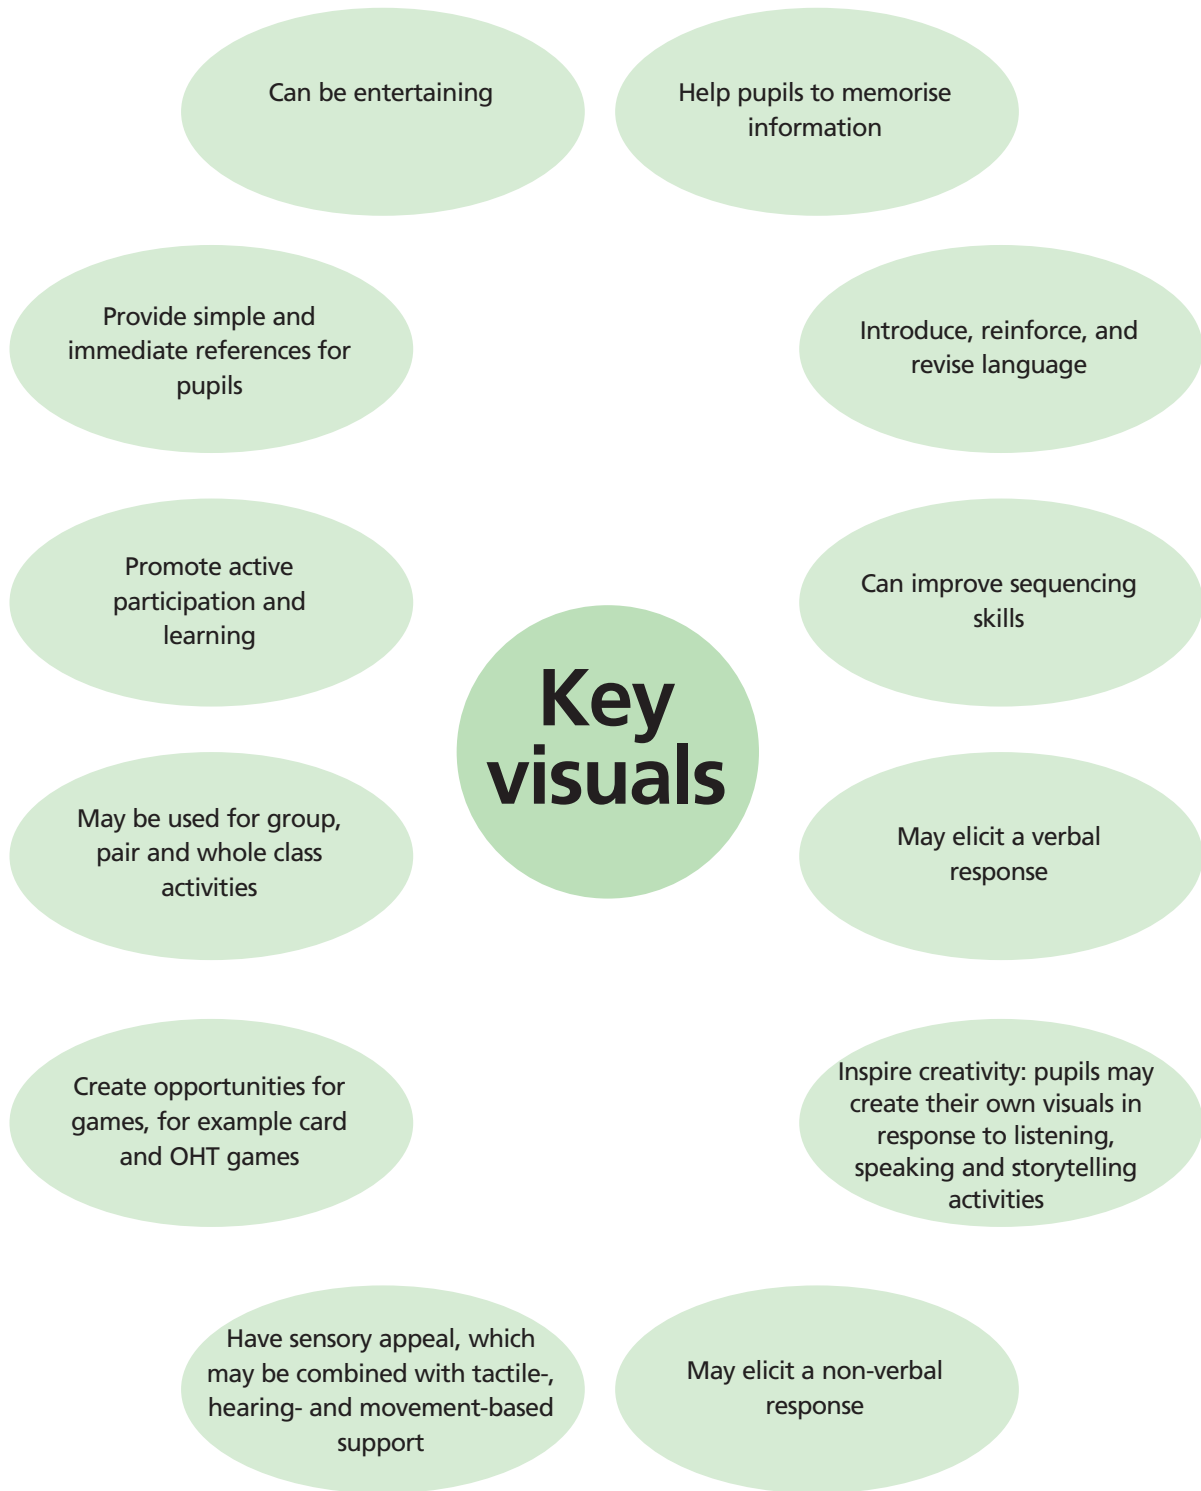 Can be entertaining
Help pupils to memorise
information
Provide simple and
immediate references for
pupils
Introduce, reinforce, and
revise language
Promote active
participation and
learning
Can improve sequencing
skills
Key
visuals
May be used for group,
pair and whole class
activities
May elicit a verbal
response
Create opportunities for
games, for example card
and OHT games
Inspire creativity: pupils may
create their own visuals in
response to listening,
speaking and storytelling
activities
Have sensory appeal, which
may be combined with tactile-,
hearing- and movement-based
support
May elicit a non-verbal
response